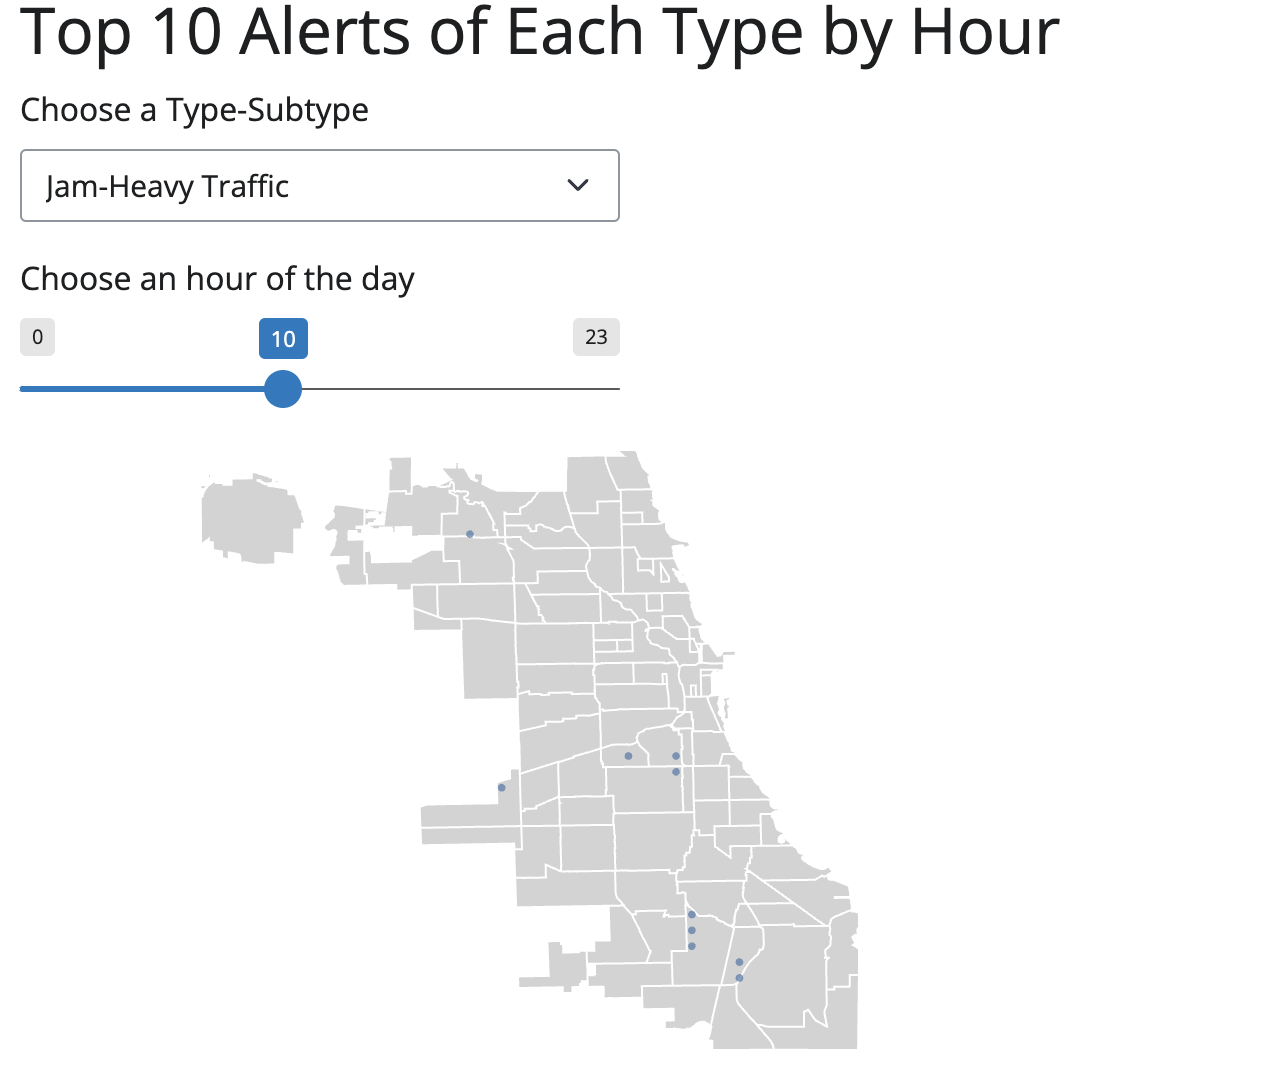 Top 10 Alerts of Each Type by Hour
Choose a Type-Subtype
Jam-Heavy Traffic
Choose an hour of the day
0 10 23